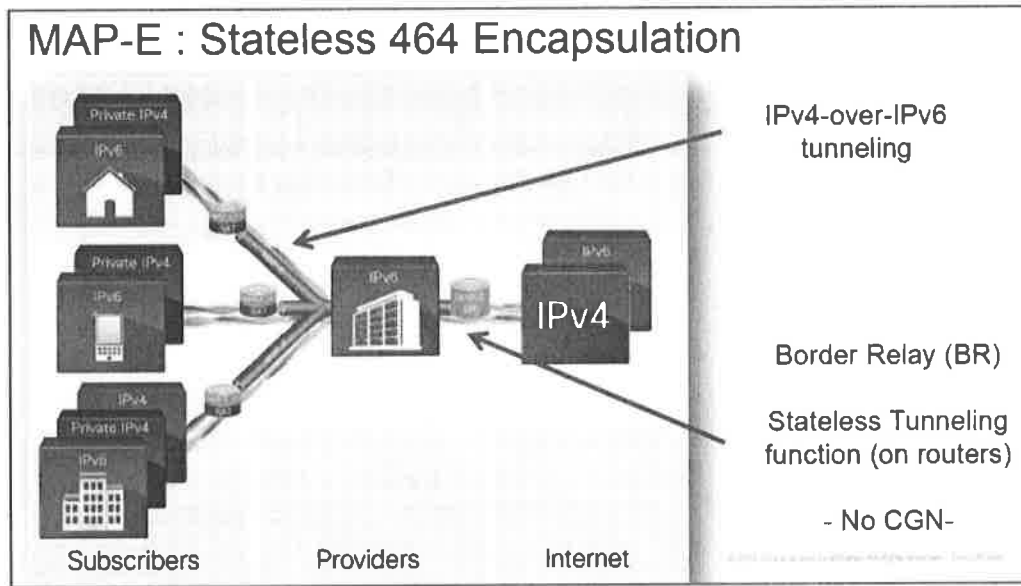 MAP-E : Stateless 464 Encapsulation
Private IPv4
IPv6
Private IPv4
IPv6
IPv4
Private IPv4
IPv6
IPv6
IPv6
IPv4
IPv4-over-IPv6
tunneling
Border Relay (BR)
Stateless Tunneling
function (on routers)
- No CGN-
Subscribers
Providers
Internet